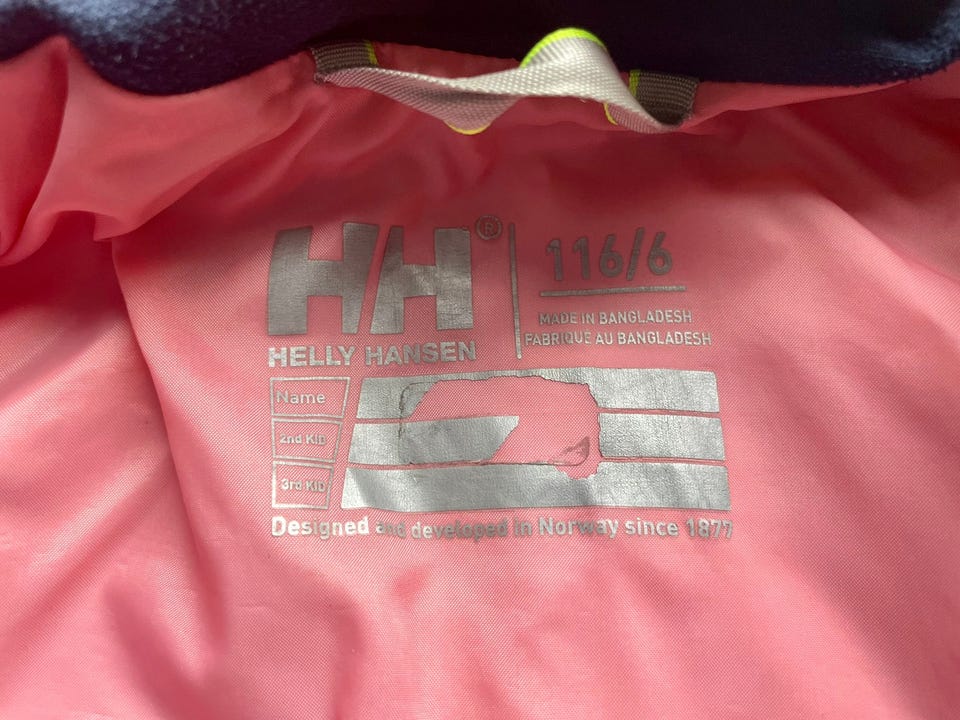 HH®
HELLY HANSEN
116/6
MADE IN BANGLADESH
FABRIQUE AU BANGLADESH
Name
2nd KID
3rd KID
Designed and developed in Norway since 1877